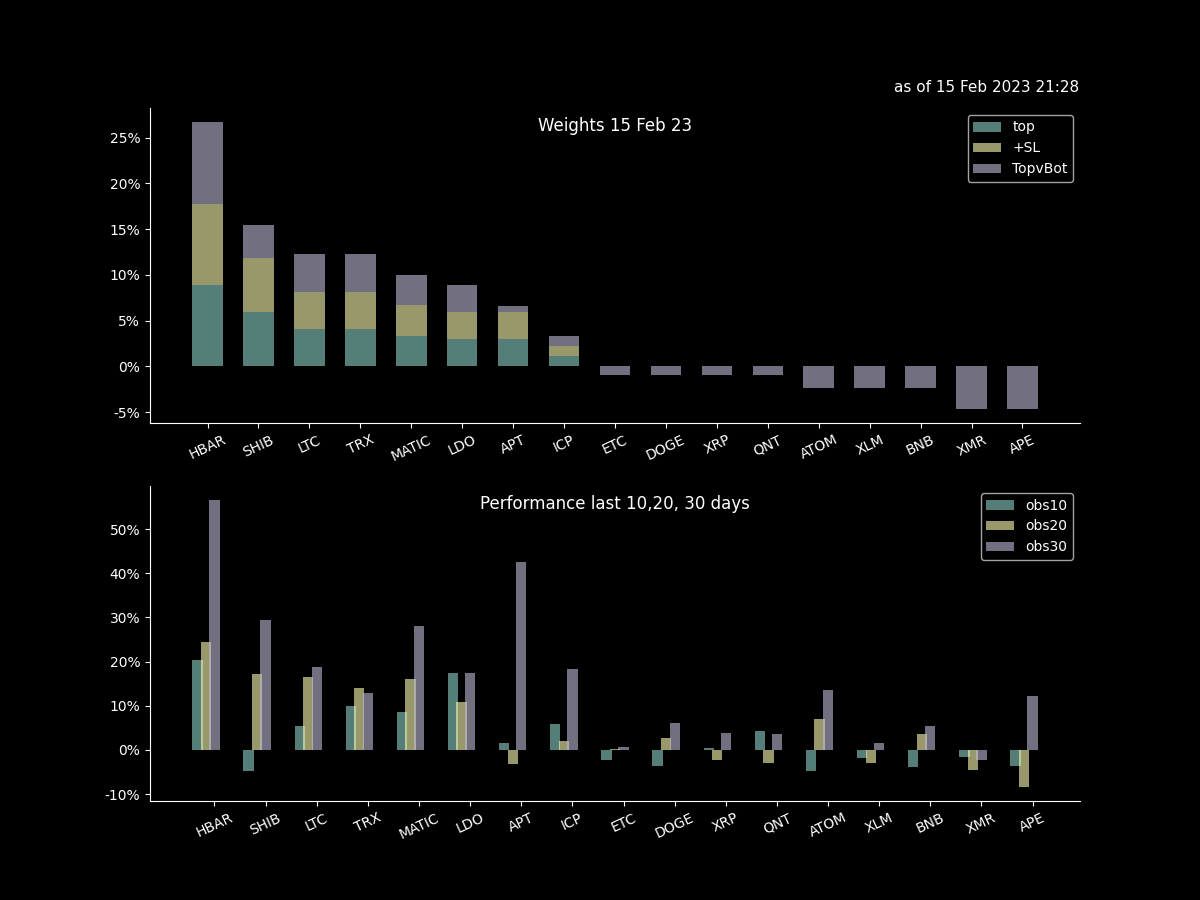 as of 15 Feb 2023 21:28
Weights 15 Feb 23
top
+SL
TopvBot
25%
20%
15%
10%
5%
0%
-5%
HBAR SHIB LTC TRX MATIC LDO APT ICP ETC DOGE XRP QNT ATOM XLM BNB XMR APE
Performance last 10,20, 30 days
obs10
obs20
obs30
50%
40%
30%
20%
10%
0%
-10%
HBAR SHIB LTC TRX MATIC LDO APT ICP ETC DOGE XRP QNT ATOM XLM BNB XMR APE